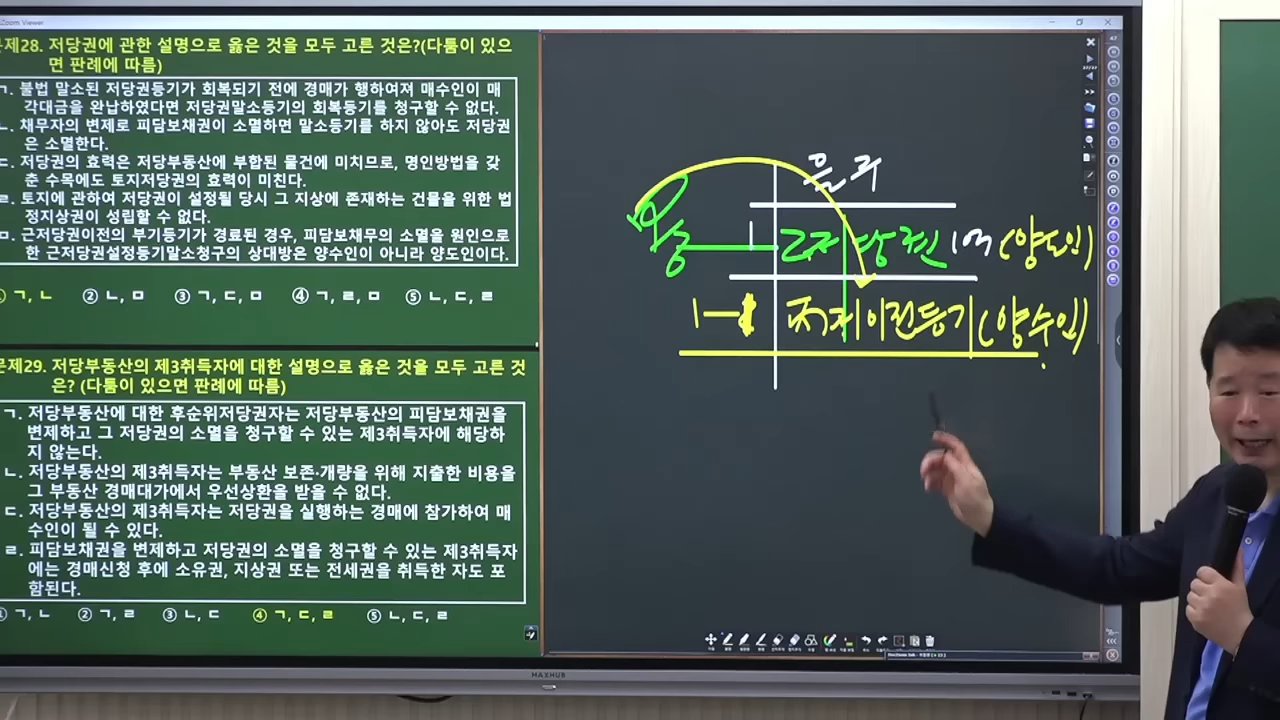 Zoom Viewer
문제28. 저당권에 관한 설명으로 옳은 것을 모두 고른 것은?(다툼이 있으
면 판례에 따름)
ㄱ. 불법 말소된 저당권등기가 회복되기 전에 경매가 행하여져 매수인이 매
각대금을 완납하였다면 저당권말소등기의 회복등기를 청구할 수 없다.
ㄴ. 채무자의 변제로 피담보채권이 소멸하면 말소등기를 하지 않아도 저당권
은 소멸한다.
ㄷ. 저당권의 효력은 저당부동산에 부합된 물건에 미치므로, 명인방법을 갖
춘 수목에도 토지저당권의 효력이 미친다.
ㄹ. 토지에 관하여 저당권이 설정될 당시 그 지상에 존재하는 건물을 위한 법
정지상권이 성립할 수 없다.
ㅁ. 근저당권이전의 부기등기가 경료된 경우, 피담보채무의 소멸을 원인으로
한 근저당권설정등기말소청구의 상대방은 양수인이 아니라 양도인이다.
① ㄱ, ㄴ ② ㄴ, ㅁ ③ ㄱ, ㄷ, ㅁ ④ ㄱ, ㄹ, ㅁ ⑤ ㄴ, ㄷ, ㄹ
문제29. 저당부동산의 제3취득자에 대한 설명으로 옳은 것을 모두 고른 것
은? (다툼이 있으면 판례에 따름)
ㄱ. 저당부동산에 대한 후순위저당권자는 저당부동산의 피담보채권을
변제하고 그 저당권의 소멸을 청구할 수 있는 제3취득자에 해당하
지 않는다.
ㄴ. 저당부동산의 제3취득자는 부동산 보존·개량을 위해 지출한 비용을
그 부동산 경매대가에서 우선상환을 받을 수 없다.
ㄷ. 저당부동산의 제3취득자는 저당권을 실행하는 경매에 참가하여 매
수인이 될 수 있다.
ㄹ. 피담보채권을 변제하고 저당권의 소멸을 청구할 수 있는 제3취득자
에는 경매신청 후에 소유권, 지상권 또는 전세권을 취득한 자도 포
함된다.
① ㄱ, ㄴ ② ㄱ, ㄹ ③ ㄴ, ㄷ ④ ㄱ, ㄷ, ㄹ ⑤ ㄴ, ㄷ, ㄹ
을구
1 근저당권 1억 (양도인)
1-1 이전등기 (양수인)
MAXHUB